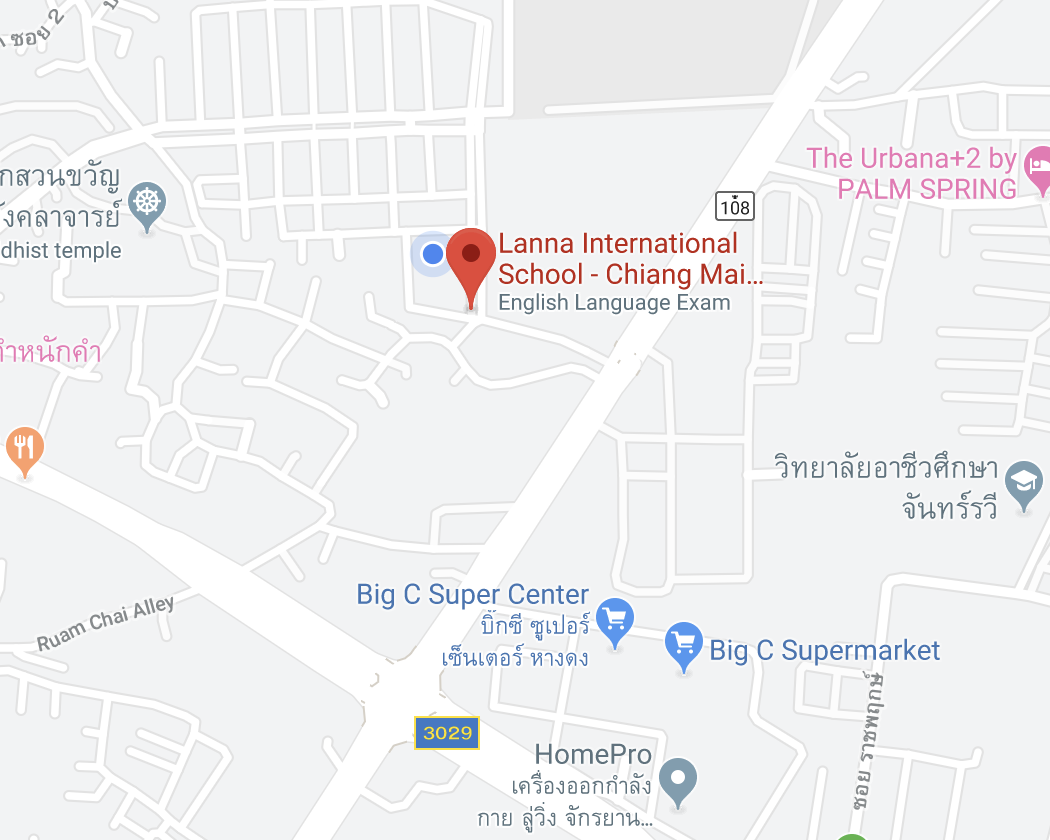 ซอย 2
The Urbana+2 by
PALM SPRING
กสวนขวัญ
ังคลาจารย์
dhist temple
108
Lanna International
School - Chiang Mai...
English Language Exam
ตำหนักคำ
วิทยาลัยอาชีวศึกษา
จันทร์รวี
Ruam Chai Alley
Big C Super Center
บิ๊กซี ซูเปอร์
เซ็นเตอร์ หางดง
Big C Supermarket
ซอย ราชพฤกษ์
3029
HomePro
เครื่องออกกำลัง
กาย ลู่วิ่ง จักรยาน...